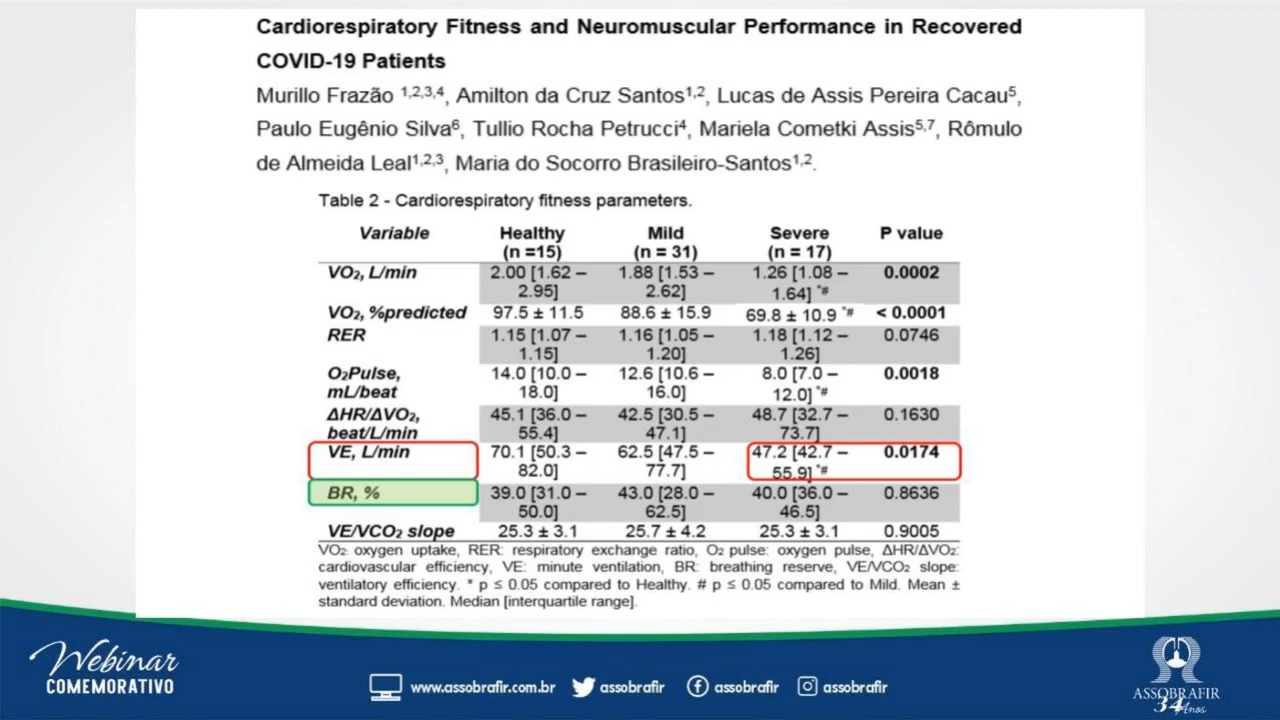 Cardiorespiratory Fitness and Neuromuscular Performance in Recovered
COVID-19 Patients
Murillo Frazão 1,2,3,4, Amilton da Cruz Santos1,2, Lucas de Assis Pereira Cacau5,
Paulo Eugênio Silva6, Tullio Rocha Petrucci4, Mariela Cometki Assis5,7, Rômulo
de Almeida Leal1,2,3, Maria do Socorro Brasileiro-Santos1,2.
Table 2 - Cardiorespiratory fitness parameters.
Variable Healthy (n =15) Mild (n = 31) Severe (n = 17) P value
VO2, L/min 2.00 [1.62 – 2.95] 1.88 [1.53 – 2.62] 1.26 [1.08 – 1.64] *# 0.0002
VO2, %predicted 97.5 ± 11.5 88.6 ± 15.9 69.8 ± 10.9 *# < 0.0001
RER 1.15 [1.07 – 1.15] 1.16 [1.05 – 1.20] 1.18 [1.12 – 1.26] 0.0746
O2Pulse, mL/beat 14.0 [10.0 – 18.0] 12.6 [10.6 – 16.0] 8.0 [7.0 – 12.0] *# 0.0018
ΔHR/ΔVO2, beat/L/min 45.1 [36.0 – 55.4] 42.5 [30.5 – 47.1] 48.7 [32.7 – 73.7] 0.1630
VE, L/min 70.1 [50.3 – 82.0] 62.5 [47.5 – 77.7] 47.2 [42.7 – 55.9] *# 0.0174
BR, % 39.0 [31.0 – 50.0] 43.0 [28.0 – 62.5] 40.0 [36.0 – 46.5] 0.8636
VE/VCO2 slope 25.3 ± 3.1 25.7 ± 4.2 25.3 ± 3.1 0.9005
VO2: oxygen uptake, RER: respiratory exchange ratio, O2 pulse: oxygen pulse, ΔHR/ΔVO2:
cardiovascular efficiency, VE: minute ventilation, BR: breathing reserve, VE/VCO2 slope:
ventilatory efficiency. * p ≤ 0.05 compared to Healthy. # p ≤ 0.05 compared to Mild. Mean ±
standard deviation. Median [interquartile range].
Webinar
COMEMORATIVO
www.assobrafir.com.br assobrafir assobrafir assobrafir
ASSOBRAFIR
34 Anos